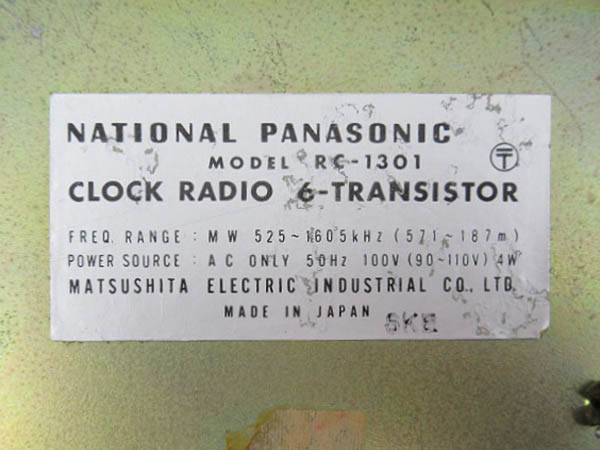 NATIONAL PANASONIC
MODEL RC-1301
〒
CLOCK RADIO 6-TRANSISTOR
FREQ. RANGE : MW 525~1605kHz (571~187m)
POWER SOURCE : AC ONLY 50Hz 100V (90~110V) 4W
MATSUSHITA ELECTRIC INDUSTRIAL CO., LTD.
MADE IN JAPAN